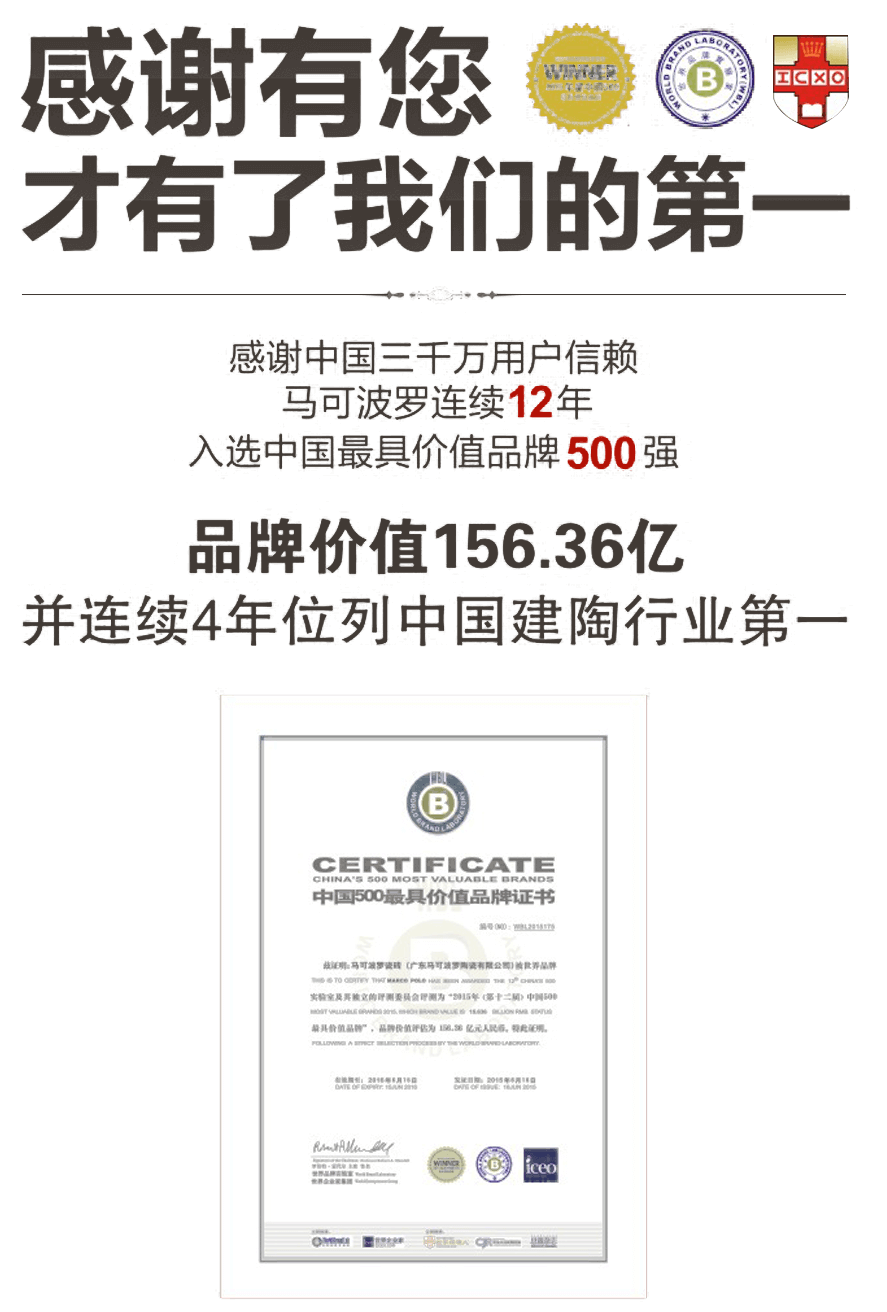 感谢有您
WINNER
WORLD BRAND LABORATORY(WBL)
B
ICXO
才有了我们的第一
感谢中国三千万用户信赖
马可波罗连续12年
入选中国最具价值品牌500强
品牌价值156.36亿
并连续4年位列中国建陶行业第一
WBL
WORLD BRAND LABORATORY
B
CERTIFICATE
CHINA'S 500 MOST VALUABLE BRANDS
中国500最具价值品牌证书
编号(NO)：WBL2015175
兹证明：马可波罗瓷砖（广东马可波罗陶瓷有限公司）被世界品牌
THIS IS TO CERTIFY THAT MARCO POLO HAS BEEN AWARDED THE 12th CHINA'S 500
实验室及其独立的评测委员会评测为“2015年（第十二届）中国500
MOST VALUABLE BRANDS 2015, WHICH BRAND VALUE IS 15.636 BILLION RMB. STATUS
最具价值品牌”，品牌价值评估为 156.36 亿元人民币。特此证明。
FOLLOWING A STRICT SELECTION PROCESS BY THE WORLD BRAND LABORATORY.
有效期至：2016年6月15日 发证日期：2015年6月16日
DATE OF EXPIRY: 15JUN 2016 DATE OF ISSUE: 16JUN 2015
世界品牌实验室
世界企业家集团
WINNER
B
iceo